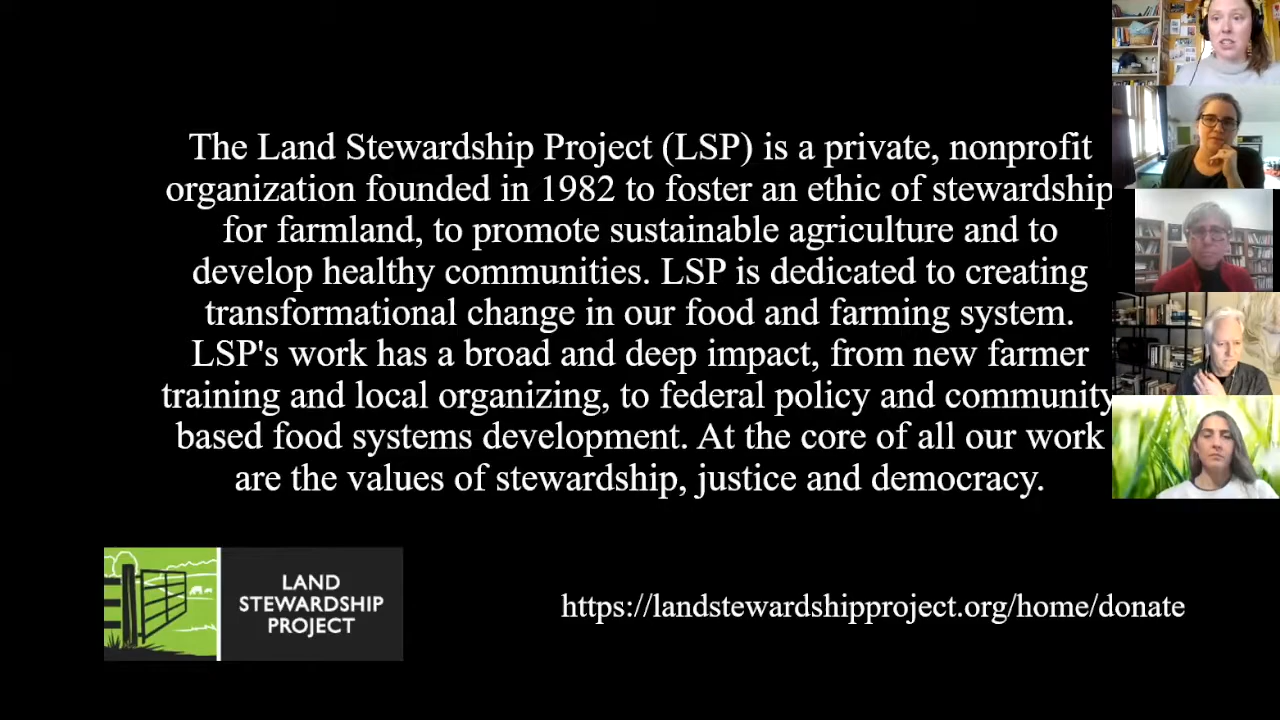 The Land Stewardship Project (LSP) is a private, nonprofit
organization founded in 1982 to foster an ethic of stewardship
for farmland, to promote sustainable agriculture and to
develop healthy communities. LSP is dedicated to creating
transformational change in our food and farming system.
LSP's work has a broad and deep impact, from new farmer
training and local organizing, to federal policy and community
based food systems development. At the core of all our work
are the values of stewardship, justice and democracy.
LAND
STEWARDSHIP
PROJECT
https://landstewardshipproject.org/home/donate